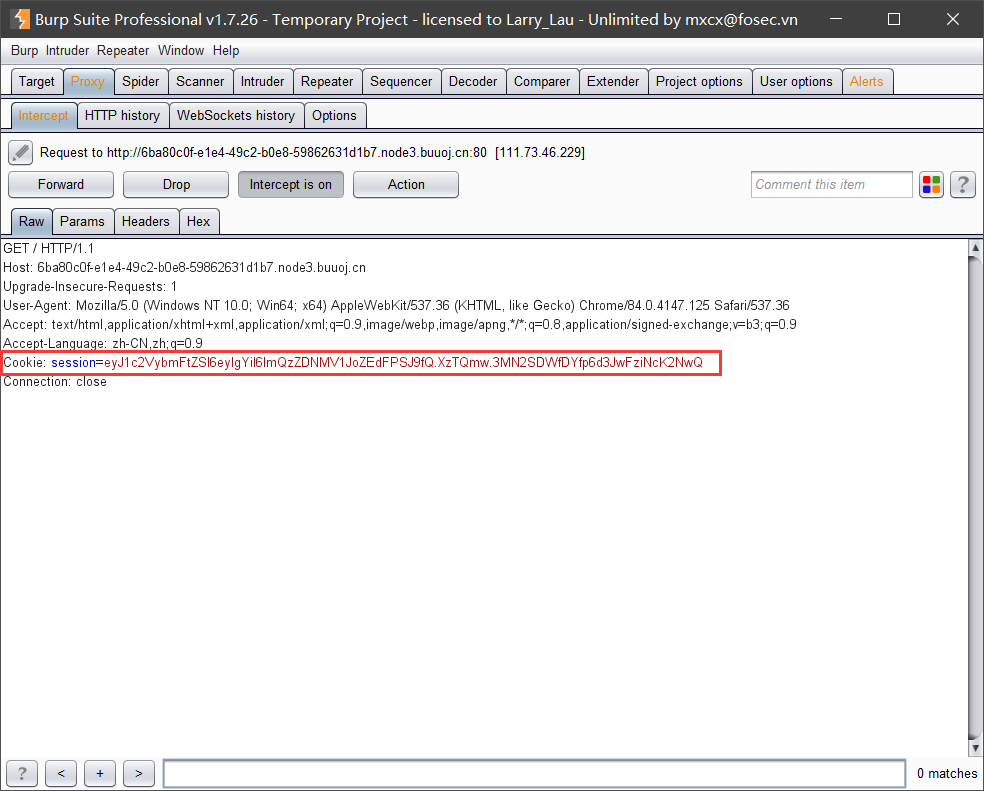 Burp Suite Professional v1.7.26 - Temporary Project - licensed to Larry_Lau - Unlimited by mxcx@fosec.vn
Burp Intruder Repeater Window Help
Target Proxy Spider Scanner Intruder Repeater Sequencer Decoder Comparer Extender Project options User options Alerts
Intercept HTTP history WebSockets history Options
Request to http://6ba80c0f-e1e4-49c2-b0e8-59862631d1b7.node3.buuoj.cn:80 [111.73.46.229]
Forward Drop Intercept is on Action Comment this item ?
Raw Params Headers Hex
GET / HTTP/1.1
Host: 6ba80c0f-e1e4-49c2-b0e8-59862631d1b7.node3.buuoj.cn
Upgrade-Insecure-Requests: 1
User-Agent: Mozilla/5.0 (Windows NT 10.0; Win64; x64) AppleWebKit/537.36 (KHTML, like Gecko) Chrome/84.0.4147.125 Safari/537.36
Accept: text/html,application/xhtml+xml,application/xml;q=0.9,image/webp,image/apng,*/*;q=0.8,application/signed-exchange;v=b3;q=0.9
Accept-Language: zh-CN,zh;q=0.9
Cookie: session=eyJ1c2VybmFtZSI6eyIgYiI6ImQzZDNMV1JoZEdFPSJ9fQ.XzTQmw.3MN2SDWfDYfp6d3JwFziNcK2NwQ
Connection: close
? < + > 0 matches